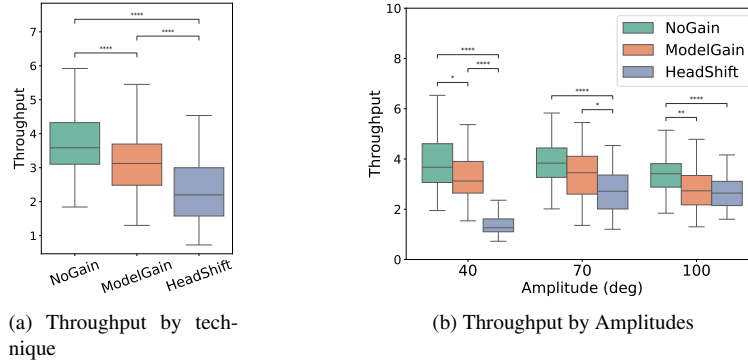 Throughput
7
6
5
4
3
2
1
****
****
****
NoGain
ModelGain
HeadShift
(a) Throughput by tech-
nique
Throughput
10
8
6
4
2
0
NoGain
ModelGain
HeadShift
****
****
*
****
*
****
**
40
70
100
Amplitude (deg)
(b) Throughput by Amplitudes